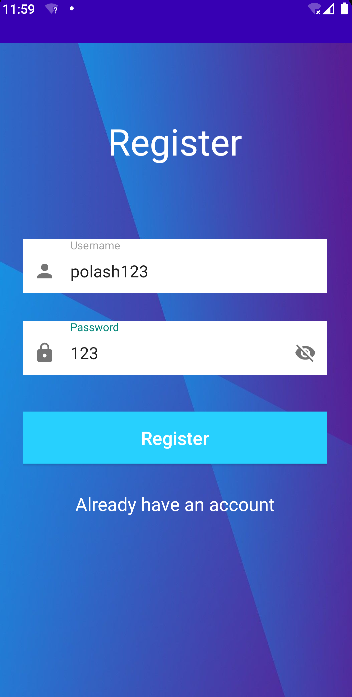 11:59
Register
Username
polash123
Password
123
Register
Already have an account